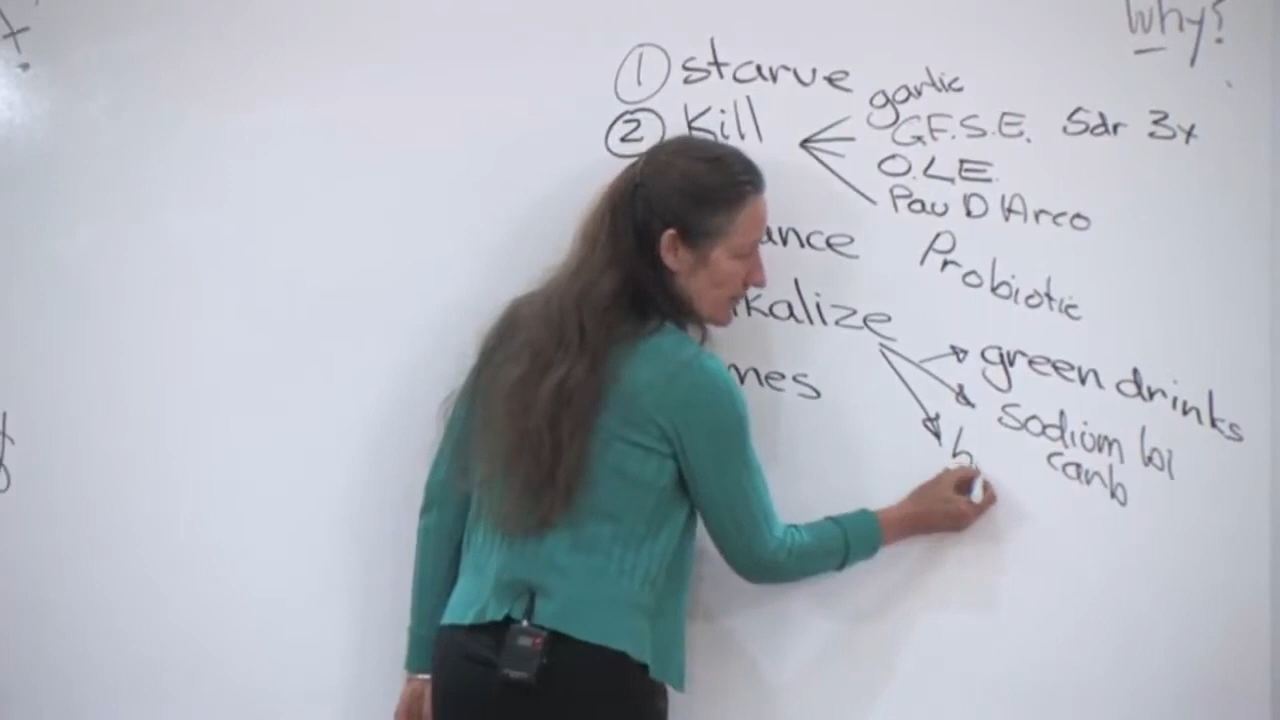 Why?
① starve
garlic
② Kill G.F.S.E. 5dr 3x
O.L.E.
Pau D'Arco
ance Probiotic
kalize
green drinks
mes
sodium bi
carb
h